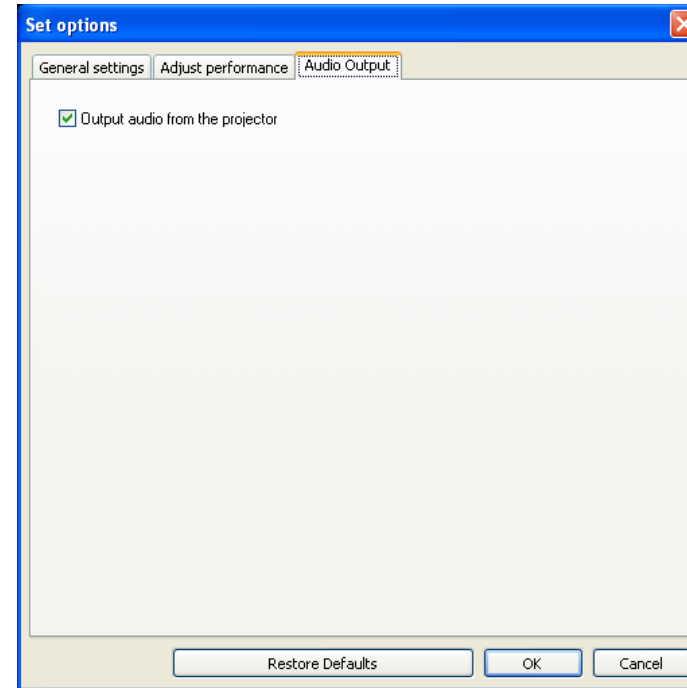 Set options
General settings Adjust performance Audio Output
Output audio from the projector
Restore Defaults OK Cancel